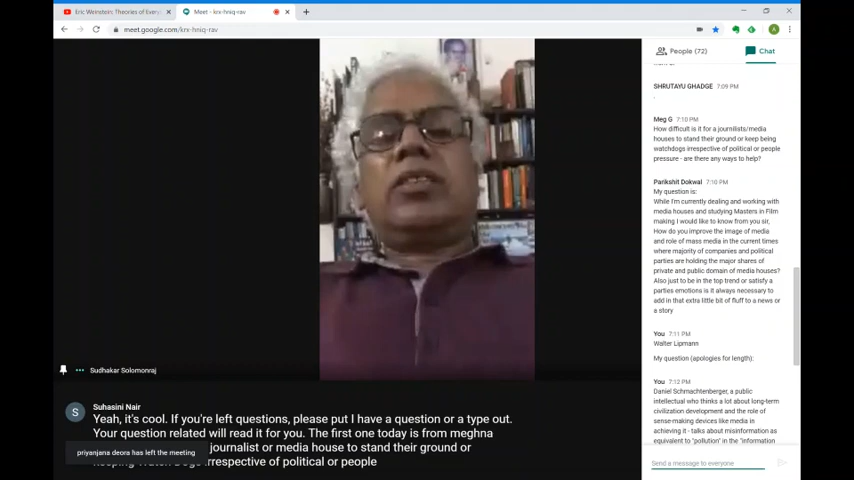 Eric Weinstein: Theories of Every
Meet - knr-hniq-rav
meet.google.com/knr-hniq-rav
People (72)
Chat
SHRUTAYU GHADGE 7:09 PM
.
Meg G 7:10 PM
How difficult is it for a journilists/media
houses to stand their ground or keep being
watchdogs irrespective of political or people
pressure - are there any ways to help?
Parikshit Dokwal 7:10 PM
My question is:
While I'm currently dealing and working with
media houses and studying Masters in Film
making I would like to know from you sir,
How do you improve the image of media
and role of mass media in the current times
where majority of companies and political
parties are holding the major shares of
private and public domain of media houses?
Also just to be in the top trend or satisfy a
parties emotions is it always necessary to
add in that extra little bit of fluff to a news or
a story
You 7:11 PM
Walter Lipmann
My question (apologies for length):
You 7:12 PM
Daniel Schmachtenberger, a public
intellectual who thinks a lot about long-term
civilization development and the role of
sense-making devices like media in
achieving it - talks about misinformation as
equivalent to "pollution" in the "information
Send a message to everyone
Sudhakar Solomonraj
S
Suhasini Nair
Yeah, it's cool. If you're left questions, please put I have a question or a type out.
Your question related will read it for you. The first one today is from meghna
journalist or media house to stand their ground or
irrespective of political or people
priyanjana deora has left the meeting